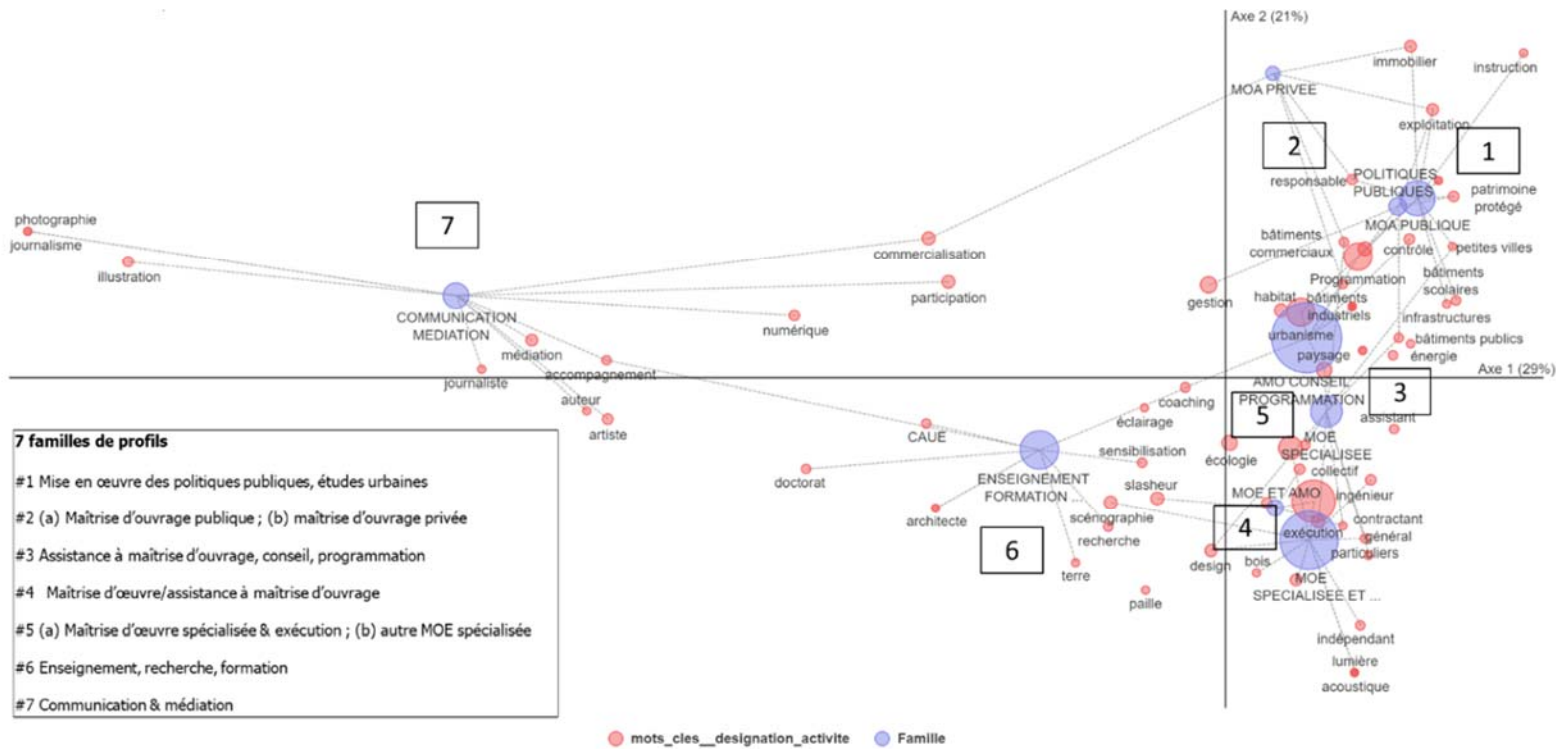 Axe 2 (21%)
immobilier
instruction
MOA PRIVEE
exploitation
2
1
responsable
POLITIQUES
PUBLIQUES
patrimoine
protégé
photographie
journalisme
7
MOA PUBLIQUE
illustration
commercialisation
bâtiments
commerciaux
contrôle
petites villes
Programmation
bâtiments
scolaires
participation
gestion
habitat
bâtiments
industriels
infrastructures
COMMUNICATION
MEDIATION
numérique
urbanisme
bâtiments publics
médiation
paysage
énergie
journaliste
accompagnement
Axe 1 (29%)
AMO CONSEIL
PROGRAMMATION
3
auteur
coaching
éclairage
5
assistant
artiste
CAUE
MOE
SPECIALISEE
sensibilisation
écologie
collectif
doctorat
ENSEIGNEMENT
FORMATION ...
slasheur
MOE ET AMO
ingénieur
architecte
scénographie
recherche
4
exécution
contractant
général
particuliers
6
terre
design
bois
MOE
SPECIALISEE ET ...
paille
indépendant
lumière
acoustique
7 familles de profils
#1 Mise en œuvre des politiques publiques, études urbaines
#2 (a) Maîtrise d'ouvrage publique ; (b) maîtrise d'ouvrage privée
#3 Assistance à maîtrise d'ouvrage, conseil, programmation
#4 Maîtrise d'œuvre/assistance à maîtrise d'ouvrage
#5 (a) Maîtrise d'œuvre spécialisée & exécution ; (b) autre MOE spécialisée
#6 Enseignement, recherche, formation
#7 Communication & médiation
mots_cles__designation_activite
Famille